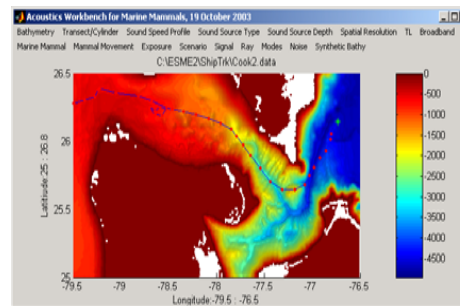 Acoustics Workbench for Marine Mammals, 19 October 2003
Bathymetry Transect/Cylinder Sound Speed Profile Sound Source Type Sound Source Depth Spatial Resolution TL Broadband
Marine Mammal Mammal Movement Exposure Scenario Signal Ray Modes Noise Synthetic Bathy
C:\ESME2\ShipTrk\Cook2.data
26.5
26
25.5
25
Latitiude:25 : 26.8
-79.5 -79 -78.5 -78 -77.5 -77 -76.5
Longitude:-79.5 : -76.5
0
-500
-1000
-1500
-2000
-2500
-3000
-3500
-4000
-4500